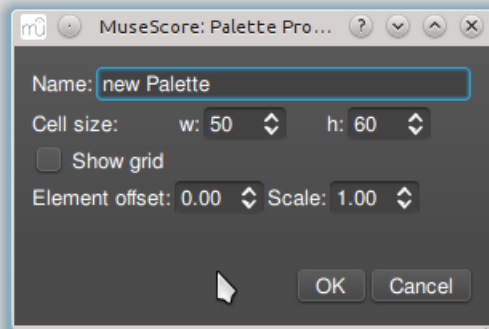 MuseScore: Palette Pro...
Name: new Palette
Cell size: w: 50 h: 60
Show grid
Element offset: 0.00 Scale: 1.00
OK Cancel